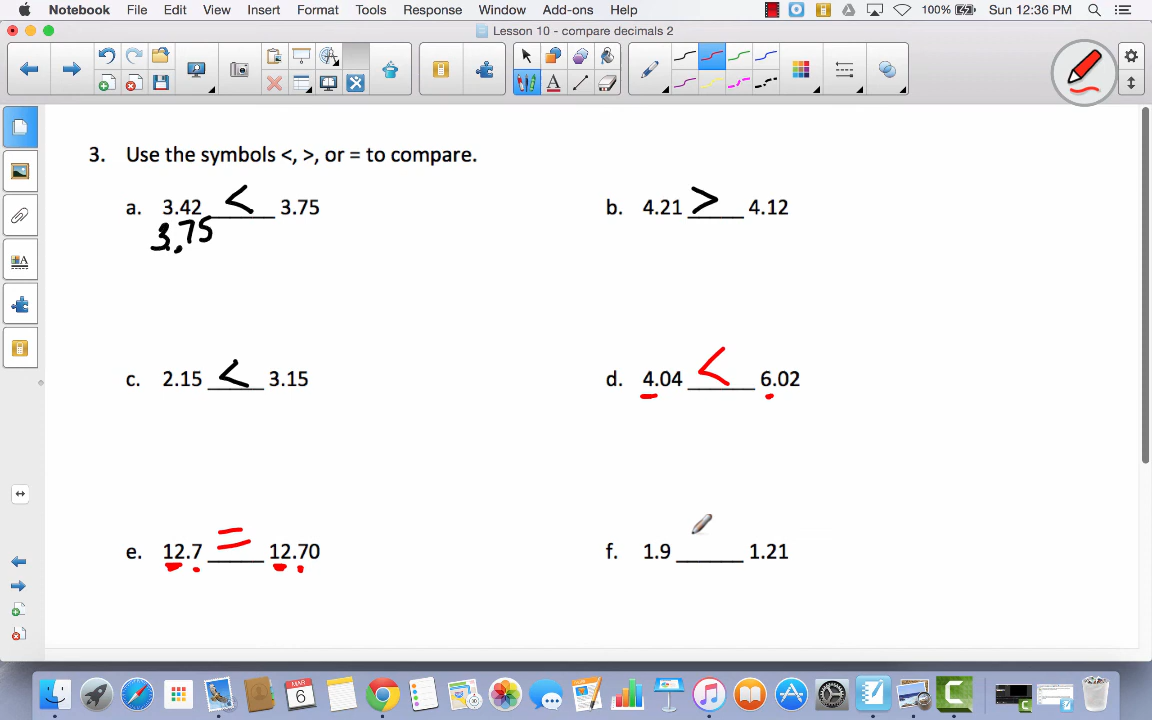 Notebook File Edit View Insert Format Tools Response Window Add-ons Help 100% Sun 12:36 PM
Lesson 10 - compare decimals 2
3. Use the symbols <, >, or = to compare.
a. 3.42 < 3.75
3.75
b. 4.21 > 4.12
c. 2.15 < 3.15
d. 4.04 < 6.02
e. 12.7 = 12.70
f. 1.9 ______ 1.21
MAR
6